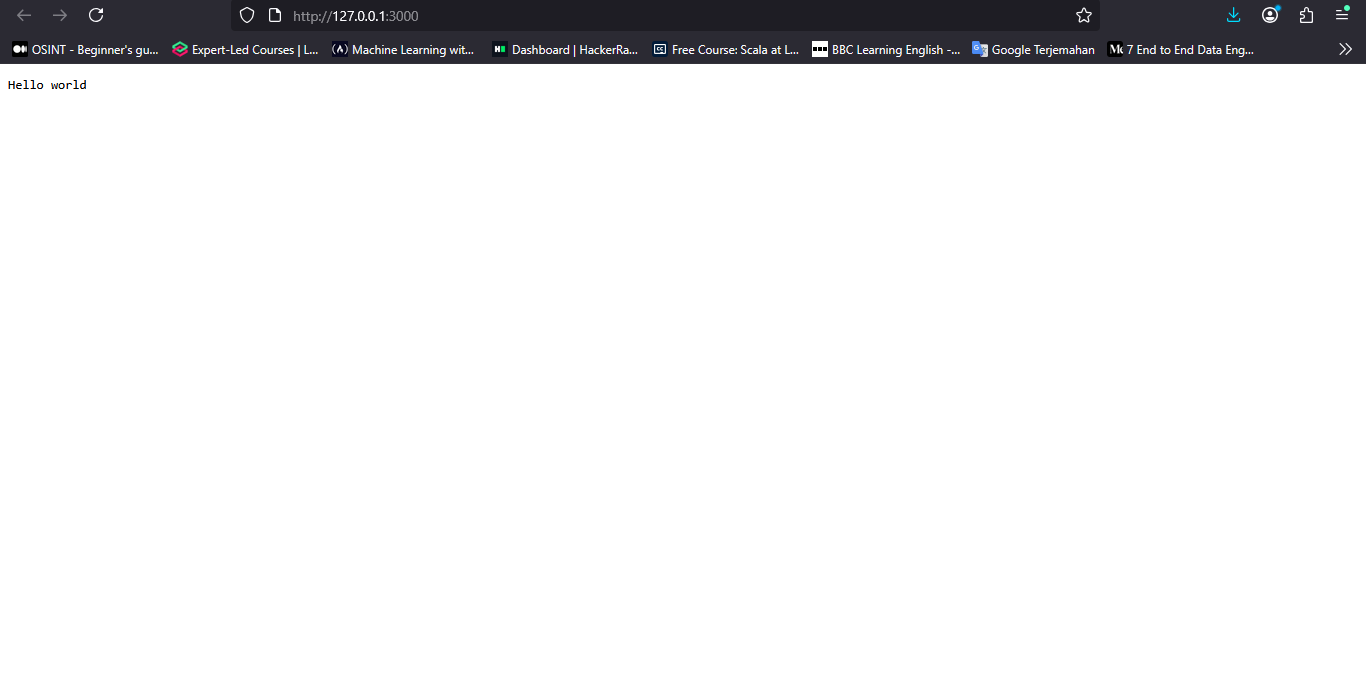 http://127.0.0.1:3000
OSINT - Beginner's gu...
Expert-Led Courses | L...
Machine Learning wit...
Dashboard | HackerRa...
Free Course: Scala at L...
BBC Learning English -...
Google Terjemahan
7 End to End Data Eng...
Hello world